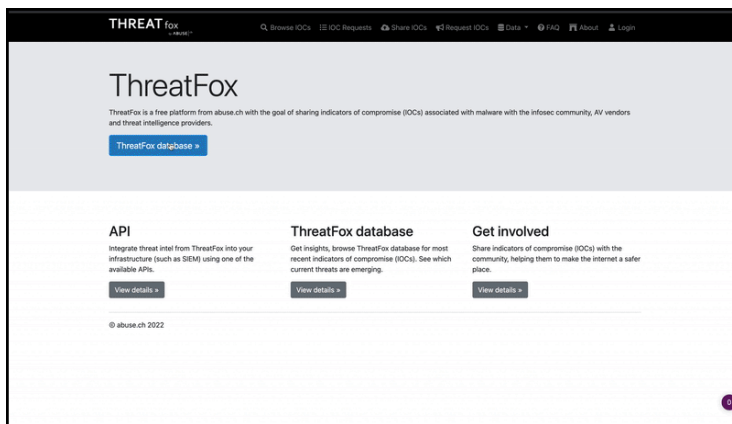 THREAT fox
by ABUSE|ch
Browse IOCs IOC Requests Share IOCs Request IOCs Data FAQ About Login
ThreatFox
ThreatFox is a free platform from abuse.ch with the goal of sharing indicators of compromise (IOCs) associated with malware with the infosec community, AV vendors
and threat intelligence providers.
ThreatFox database »
API
Integrate threat intel from ThreatFox into your
infrastructure (such as SIEM) using one of the
available APIs.
View details »
ThreatFox database
Get insights, browse ThreatFox database for most
recent indicators of compromise (IOCs). See which
current threats are emerging.
View details »
Get involved
Share indicators of compromise (IOCs) with the
community, helping them to make the internet a safer
place.
View details »
© abuse.ch 2022
0